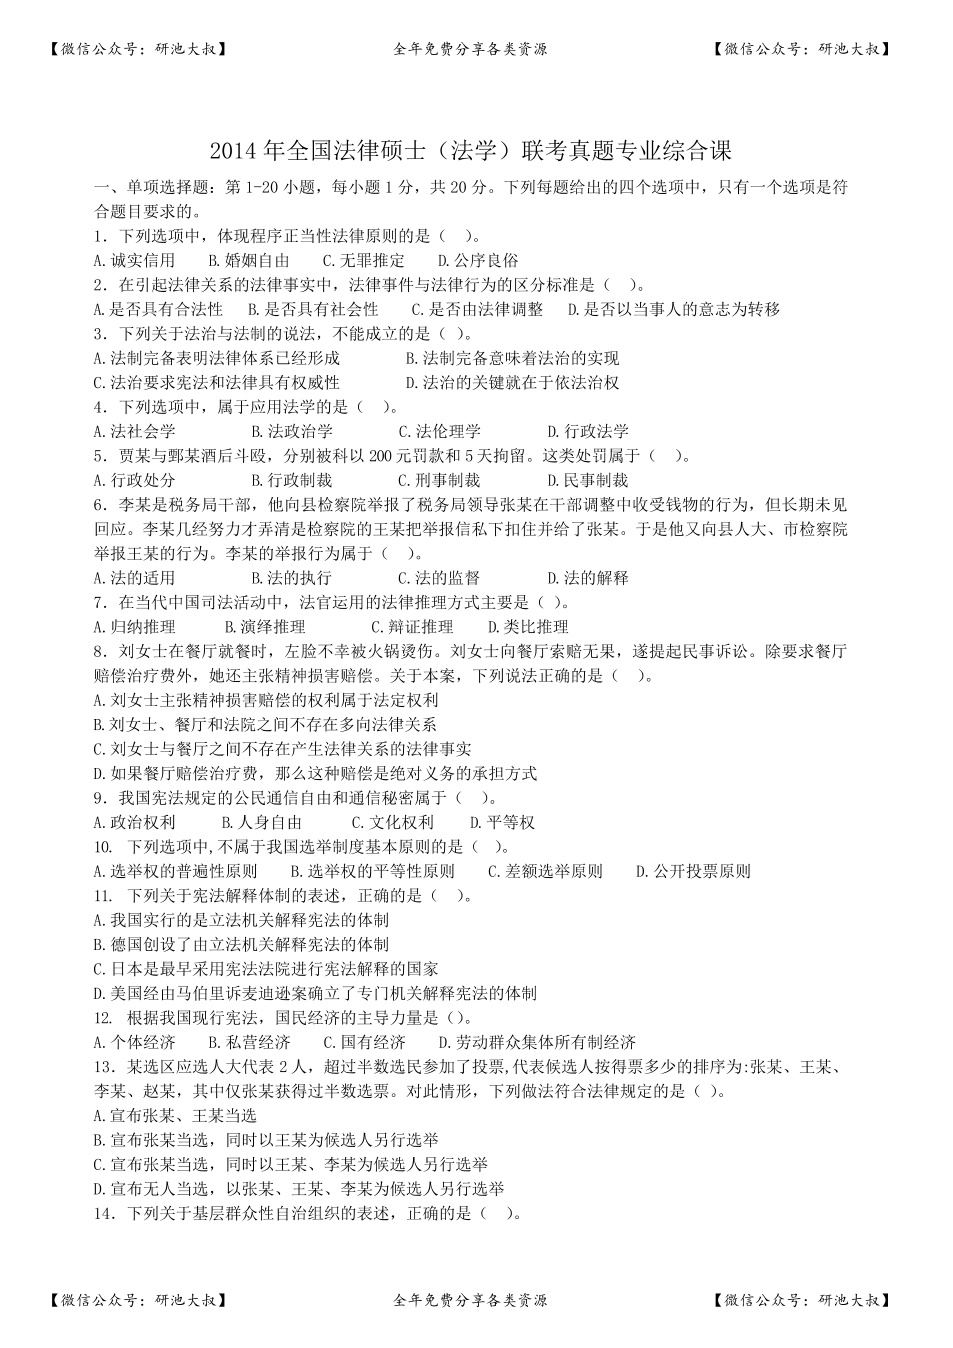 【微信公众号：研池大叔】 全年免费分享各类资源 【微信公众号：研池大叔】
2014 年全国法律硕士（法学）联考真题专业综合课
一、单项选择题：第 1-20 小题，每小题 1 分，共 20 分。下列每题给出的四个选项中，只有一个选项是符
合题目要求的。
1．下列选项中，体现程序正当性法律原则的是（ ）。
A.诚实信用 B.婚姻自由 C.无罪推定 D.公序良俗
2．在引起法律关系的法律事实中，法律事件与法律行为的区分标准是（ ）。
A.是否具有合法性 B.是否具有社会性 C.是否由法律调整 D.是否以当事人的意志为转移
3．下列关于法治与法制的说法，不能成立的是（ ）。
A.法制完备表明法律体系已经形成 B.法制完备意味着法治的实现
C.法治要求宪法和法律具有权威性 D.法治的关键就在于依法治权
4．下列选项中，属于应用法学的是（ ）。
A.法社会学 B.法政治学 C.法伦理学 D.行政法学
5．贾某与鄄某酒后斗殴，分别被科以 200 元罚款和 5 天拘留。这类处罚属于（ ）。
A.行政处分 B.行政制裁 C.刑事制裁 D.民事制裁
6．李某是税务局干部，他向县检察院举报了税务局领导张某在干部调整中收受钱物的行为，但长期未见
回应。李某几经努力才弄清是检察院的王某把举报信私下扣住并给了张某。于是他又向县人大、市检察院
举报王某的行为。李某的举报行为属于（ ）。
A.法的适用 B.法的执行 C.法的监督 D.法的解释
7．在当代中国司法活动中，法官运用的法律推理方式主要是（ ）。
A.归纳推理 B.演绎推理 C.辩证推理 D.类比推理
8．刘女士在餐厅就餐时，左脸不幸被火锅烫伤。刘女士向餐厅索赔无果，遂提起民事诉讼。除要求餐厅
赔偿治疗费外，她还主张精神损害赔偿。关于本案，下列说法正确的是（ ）。
A.刘女士主张精神损害赔偿的权利属于法定权利
B.刘女士、餐厅和法院之间不存在多向法律关系
C.刘女士与餐厅之间不存在产生法律关系的法律事实
D.如果餐厅赔偿治疗费，那么这种赔偿是绝对义务的承担方式
9．我国宪法规定的公民通信自由和通信秘密属于（ ）。
A.政治权利 B.人身自由 C.文化权利 D.平等权
10．下列选项中,不属于我国选举制度基本原则的是（ ）。
A.选举权的普遍性原则 B.选举权的平等性原则 C.差额选举原则 D.公开投票原则
11．下列关于宪法解释体制的表述，正确的是（ ）。
A.我国实行的是立法机关解释宪法的体制
B.德国创设了由立法机关解释宪法的体制
C.日本是最早采用宪法法院进行宪法解释的国家
D.美国经由马伯里诉麦迪逊案确立了专门机关解释宪法的体制
12．根据我国现行宪法，国民经济的主导力量是（）。
A.个体经济 B.私营经济 C.国有经济 D.劳动群众集体所有制经济
13．某选区应选人大代表 2 人，超过半数选民参加了投票,代表候选人按得票多少的排序为:张某、王某、
李某、赵某，其中仅张某获得过半数选票。对此情形，下列做法符合法律规定的是（ ）。
A.宣布张某、王某当选
B.宣布张某当选，同时以王某为候选人另行选举
C.宣布张某当选，同时以王某、李某为候选人另行选举
D.宣布无人当选，以张某、王某、李某为候选人另行选举
14．下列关于基层群众性自治组织的表述，正确的是（ ）。
【微信公众号：研池大叔】 全年免费分享各类资源 【微信公众号：研池大叔】